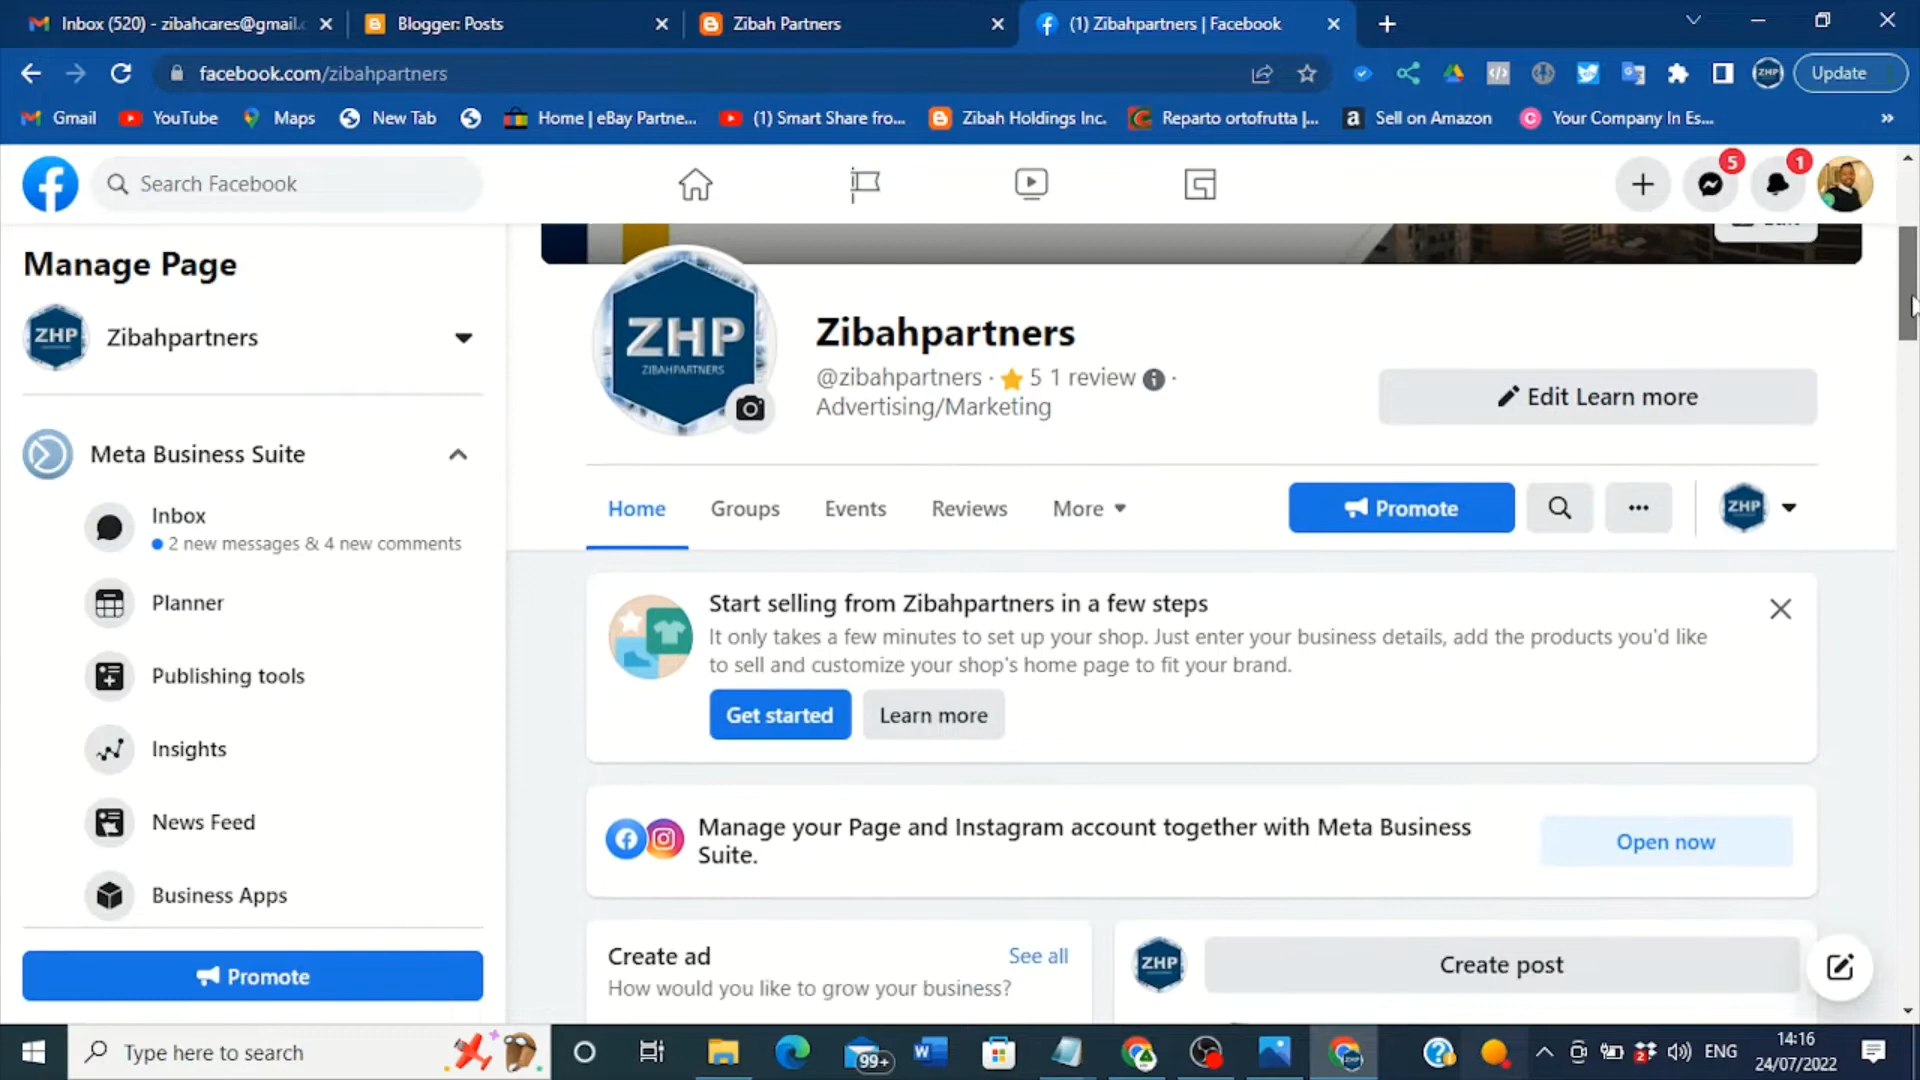 Inbox (520) - zibahcares@gmail.c
Blogger: Posts
Zibah Partners
(1) Zibahpartners | Facebook
facebook.com/zibahpartners
ZHP
Update
Gmail
YouTube
Maps
New Tab
Home | eBay Partne...
(1) Smart Share fro...
Zibah Holdings Inc.
Reparto ortofrutta |...
Sell on Amazon
Your Company In Es...
Search Facebook
5
1
Manage Page
ZHP
Zibahpartners
Meta Business Suite
Inbox
2 new messages & 4 new comments
Planner
Publishing tools
Insights
News Feed
Business Apps
Promote
ZHP
ZIBAHPARTNERS
Zibahpartners
@zibahpartners · 5 1 review ·
Advertising/Marketing
Edit Learn more
Home
Groups
Events
Reviews
More
Promote
ZHP
Start selling from Zibahpartners in a few steps
It only takes a few minutes to set up your shop. Just enter your business details, add the products you'd like
to sell and customize your shop's home page to fit your brand.
Get started
Learn more
Manage your Page and Instagram account together with Meta Business
Suite.
Open now
Create ad
See all
How would you like to grow your business?
ZHP
Create post
Type here to search
99+
ENG
14:16
24/07/2022